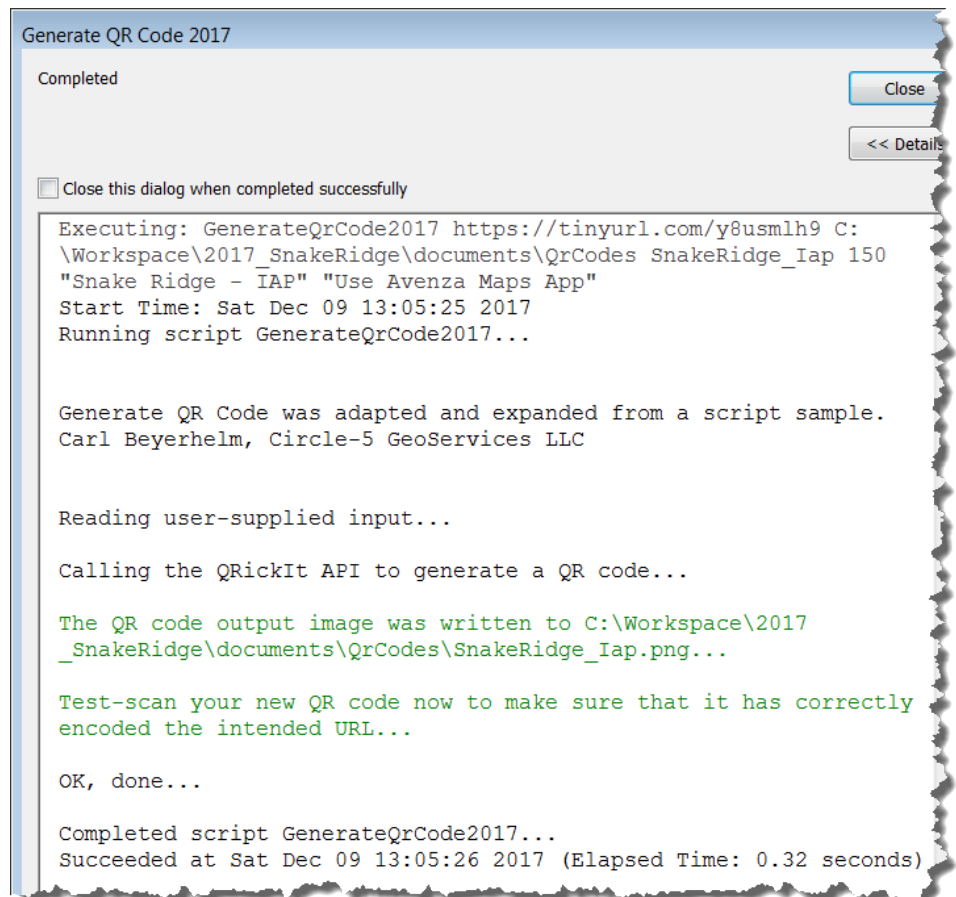 Generate QR Code 2017
Completed
Close
<< Details
Close this dialog when completed successfully
Executing: GenerateQrCode2017 https://tinyurl.com/y8usmlh9 C:
\Workspace\2017_SnakeRidge\documents\QrCodes SnakeRidge_Iap 150
"Snake Ridge - IAP" "Use Avenza Maps App"
Start Time: Sat Dec 09 13:05:25 2017
Running script GenerateQrCode2017...
Generate QR Code was adapted and expanded from a script sample.
Carl Beyerhelm, Circle-5 GeoServices LLC
Reading user-supplied input...
Calling the QRickIt API to generate a QR code...
The QR code output image was written to C:\Workspace\2017
_SnakeRidge\documents\QrCodes\SnakeRidge_Iap.png...
Test-scan your new QR code now to make sure that it has correctly
encoded the intended URL...
OK, done...
Completed script GenerateQrCode2017...
Succeeded at Sat Dec 09 13:05:26 2017 (Elapsed Time: 0.32 seconds)